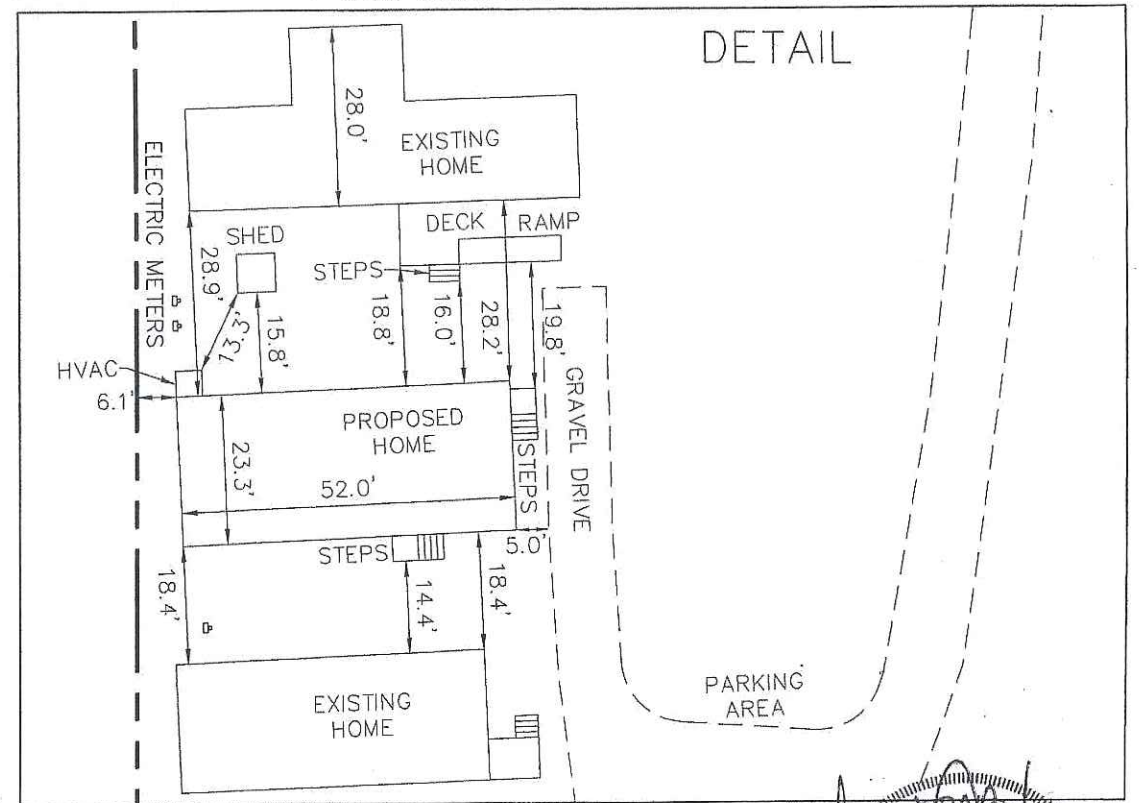 DETAIL
28.0'
EXISTING
HOME
ELECTRIC METERS
SHED
DECK
RAMP
STEPS
28.9'
13.3'
15.8'
18.8'
16.0'
28.2'
19.8'
HVAC
6.1'
PROPOSED
HOME
STEPS
GRAVEL DRIVE
23.3'
52.0'
STEPS
5.0'
18.4'
14.4'
18.4'
EXISTING
HOME
PARKING
AREA